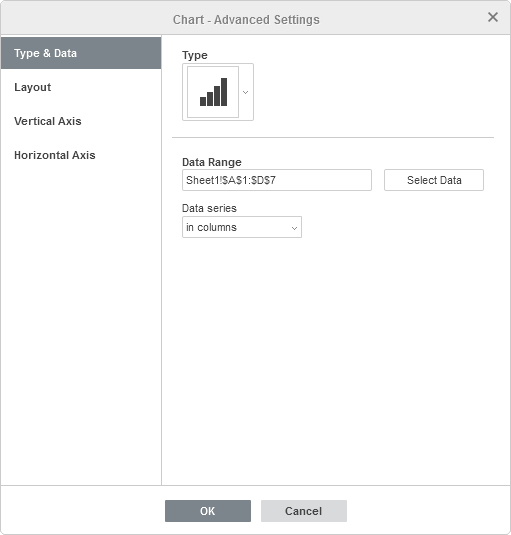 Chart - Advanced Settings
Type & Data
Layout
Vertical Axis
Horizontal Axis
Type
Data Range
Sheet1!$A$1:$D$7
Select Data
Data series
in columns
OK
Cancel